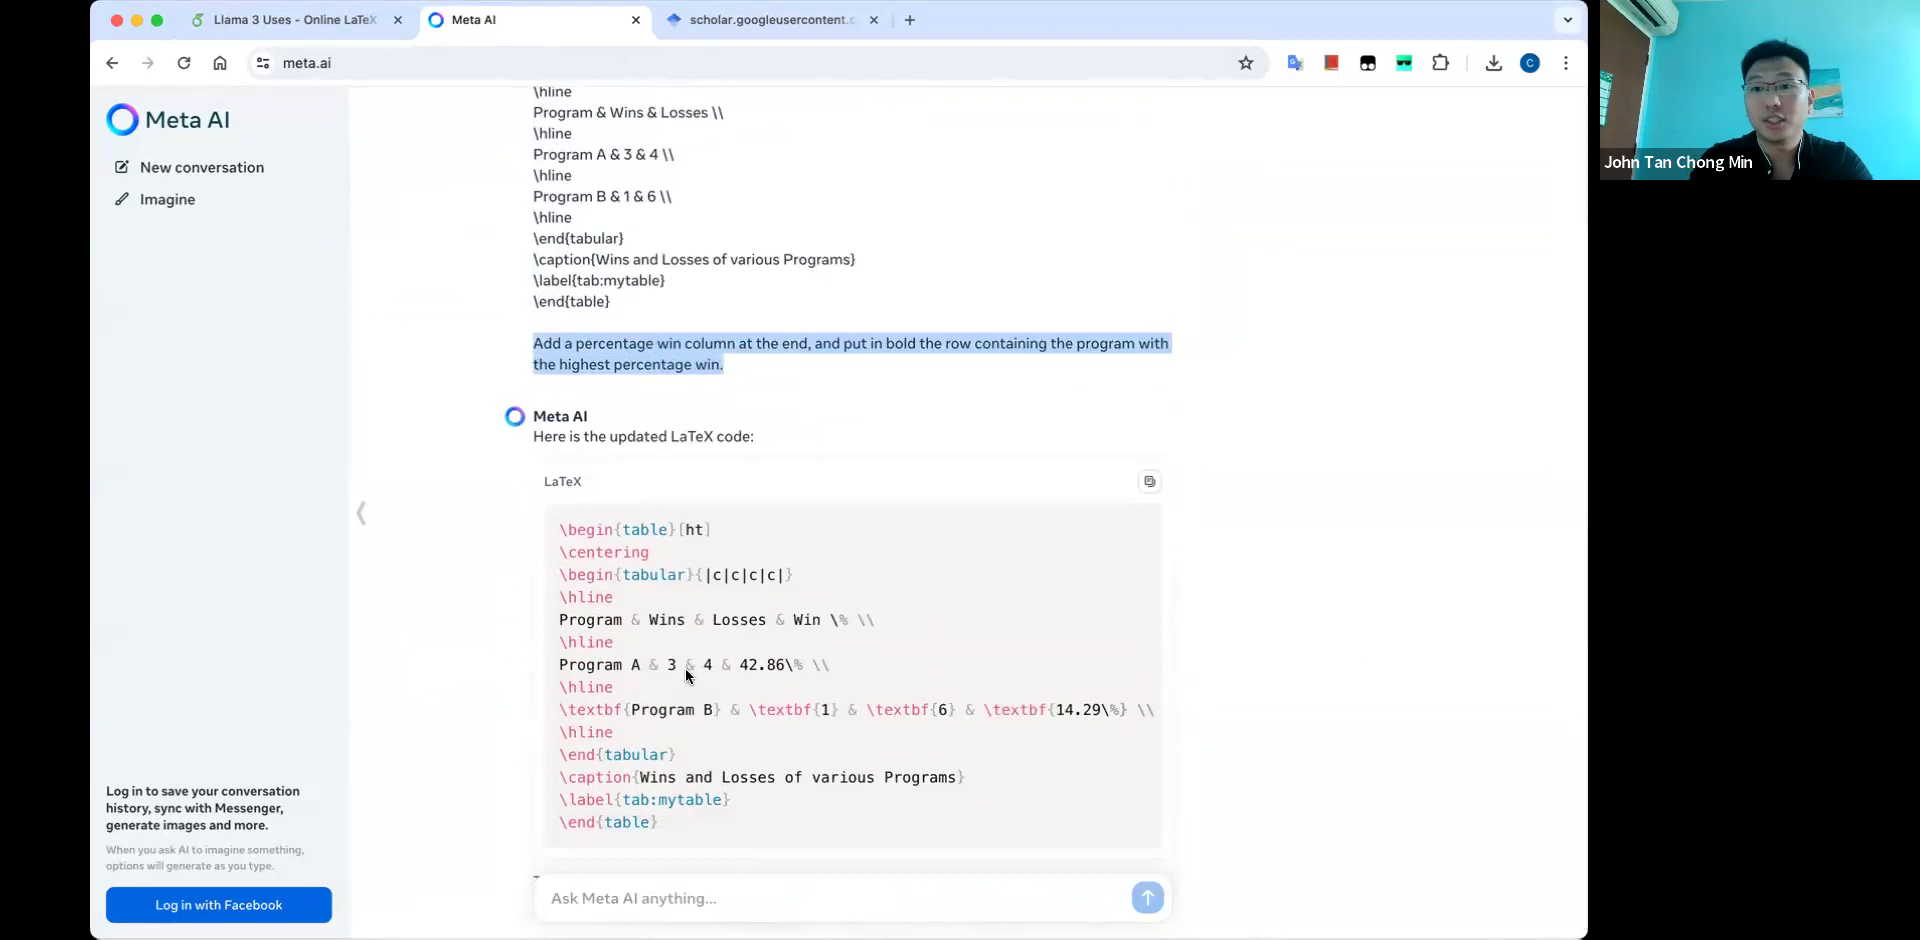 Llama 3 Uses - Online LaTeX
Meta AI
scholar.googleusercontent.
meta.ai
C
Meta AI
New conversation
Imagine
\hline
Program & Wins & Losses \\
\hline
Program A & 3 & 4 \\
\hline
Program B & 1 & 6 \\
\hline
\end{tabular}
\caption{Wins and Losses of various Programs}
\label{tab:mytable}
\end{table}
Add a percentage win column at the end, and put in bold the row containing the program with
the highest percentage win.
Meta AI
Here is the updated LaTeX code:
LaTeX
\begin{table}[ht]
\centering
\begin{tabular}{|c|c|c|c|}
\hline
Program & Wins & Losses & Win \% \\
\hline
Program A & 3 & 4 & 42.86\% \\
\hline
\textbf{Program B} & \textbf{1} & \textbf{6} & \textbf{14.29\%} \\
\hline
\end{tabular}
\caption{Wins and Losses of various Programs}
\label{tab:mytable}
\end{table}
Ask Meta AI anything...
Log in to save your conversation
history, sync with Messenger,
generate images and more.
When you ask AI to imagine something,
options will generate as you type.
Log in with Facebook
John Tan Chong Min